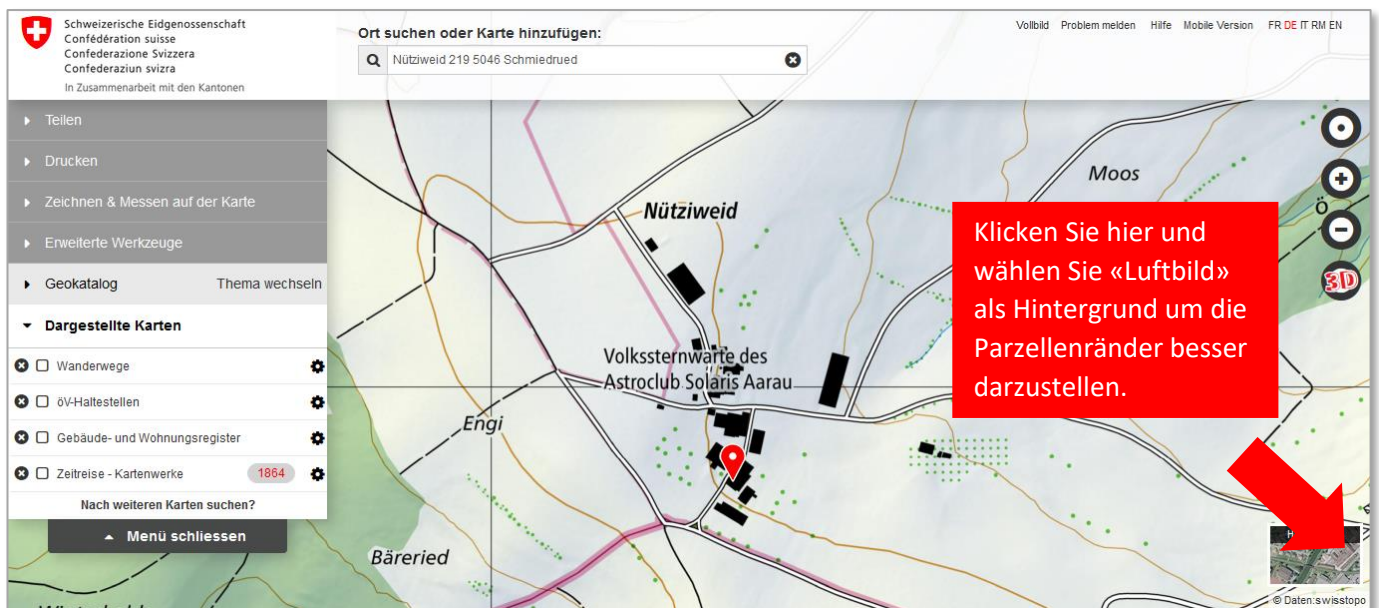 Schweizerische Eidgenossenschaft
Confédération suisse
Confederazione Svizzera
Confederaziun svizra
In Zusammenarbeit mit den Kantonen
Ort suchen oder Karte hinzufügen:
Nütziweid 219 5046 Schmiedrued
Vollbild Problem melden Hilfe Mobile Version FR DE IT RM EN
Teilen
Drucken
Zeichnen & Messen auf der Karte
Erweiterte Werkzeuge
Geokatalog Thema wechseln
Dargestellte Karten
Wanderwege
öV-Haltestellen
Gebäude- und Wohnungsregister
Zeitreise - Kartenwerke 1864
Nach weiteren Karten suchen?
Menü schliessen
Moos
Nütziweid
Ö
3D
Klicken Sie hier und
wählen Sie «Luftbild»
als Hintergrund um die
Parzellenränder besser
darzustellen.
Volkssternwarte des
Astroclub Solaris Aarau
Engi
Bäreried
© Daten:swisstopo